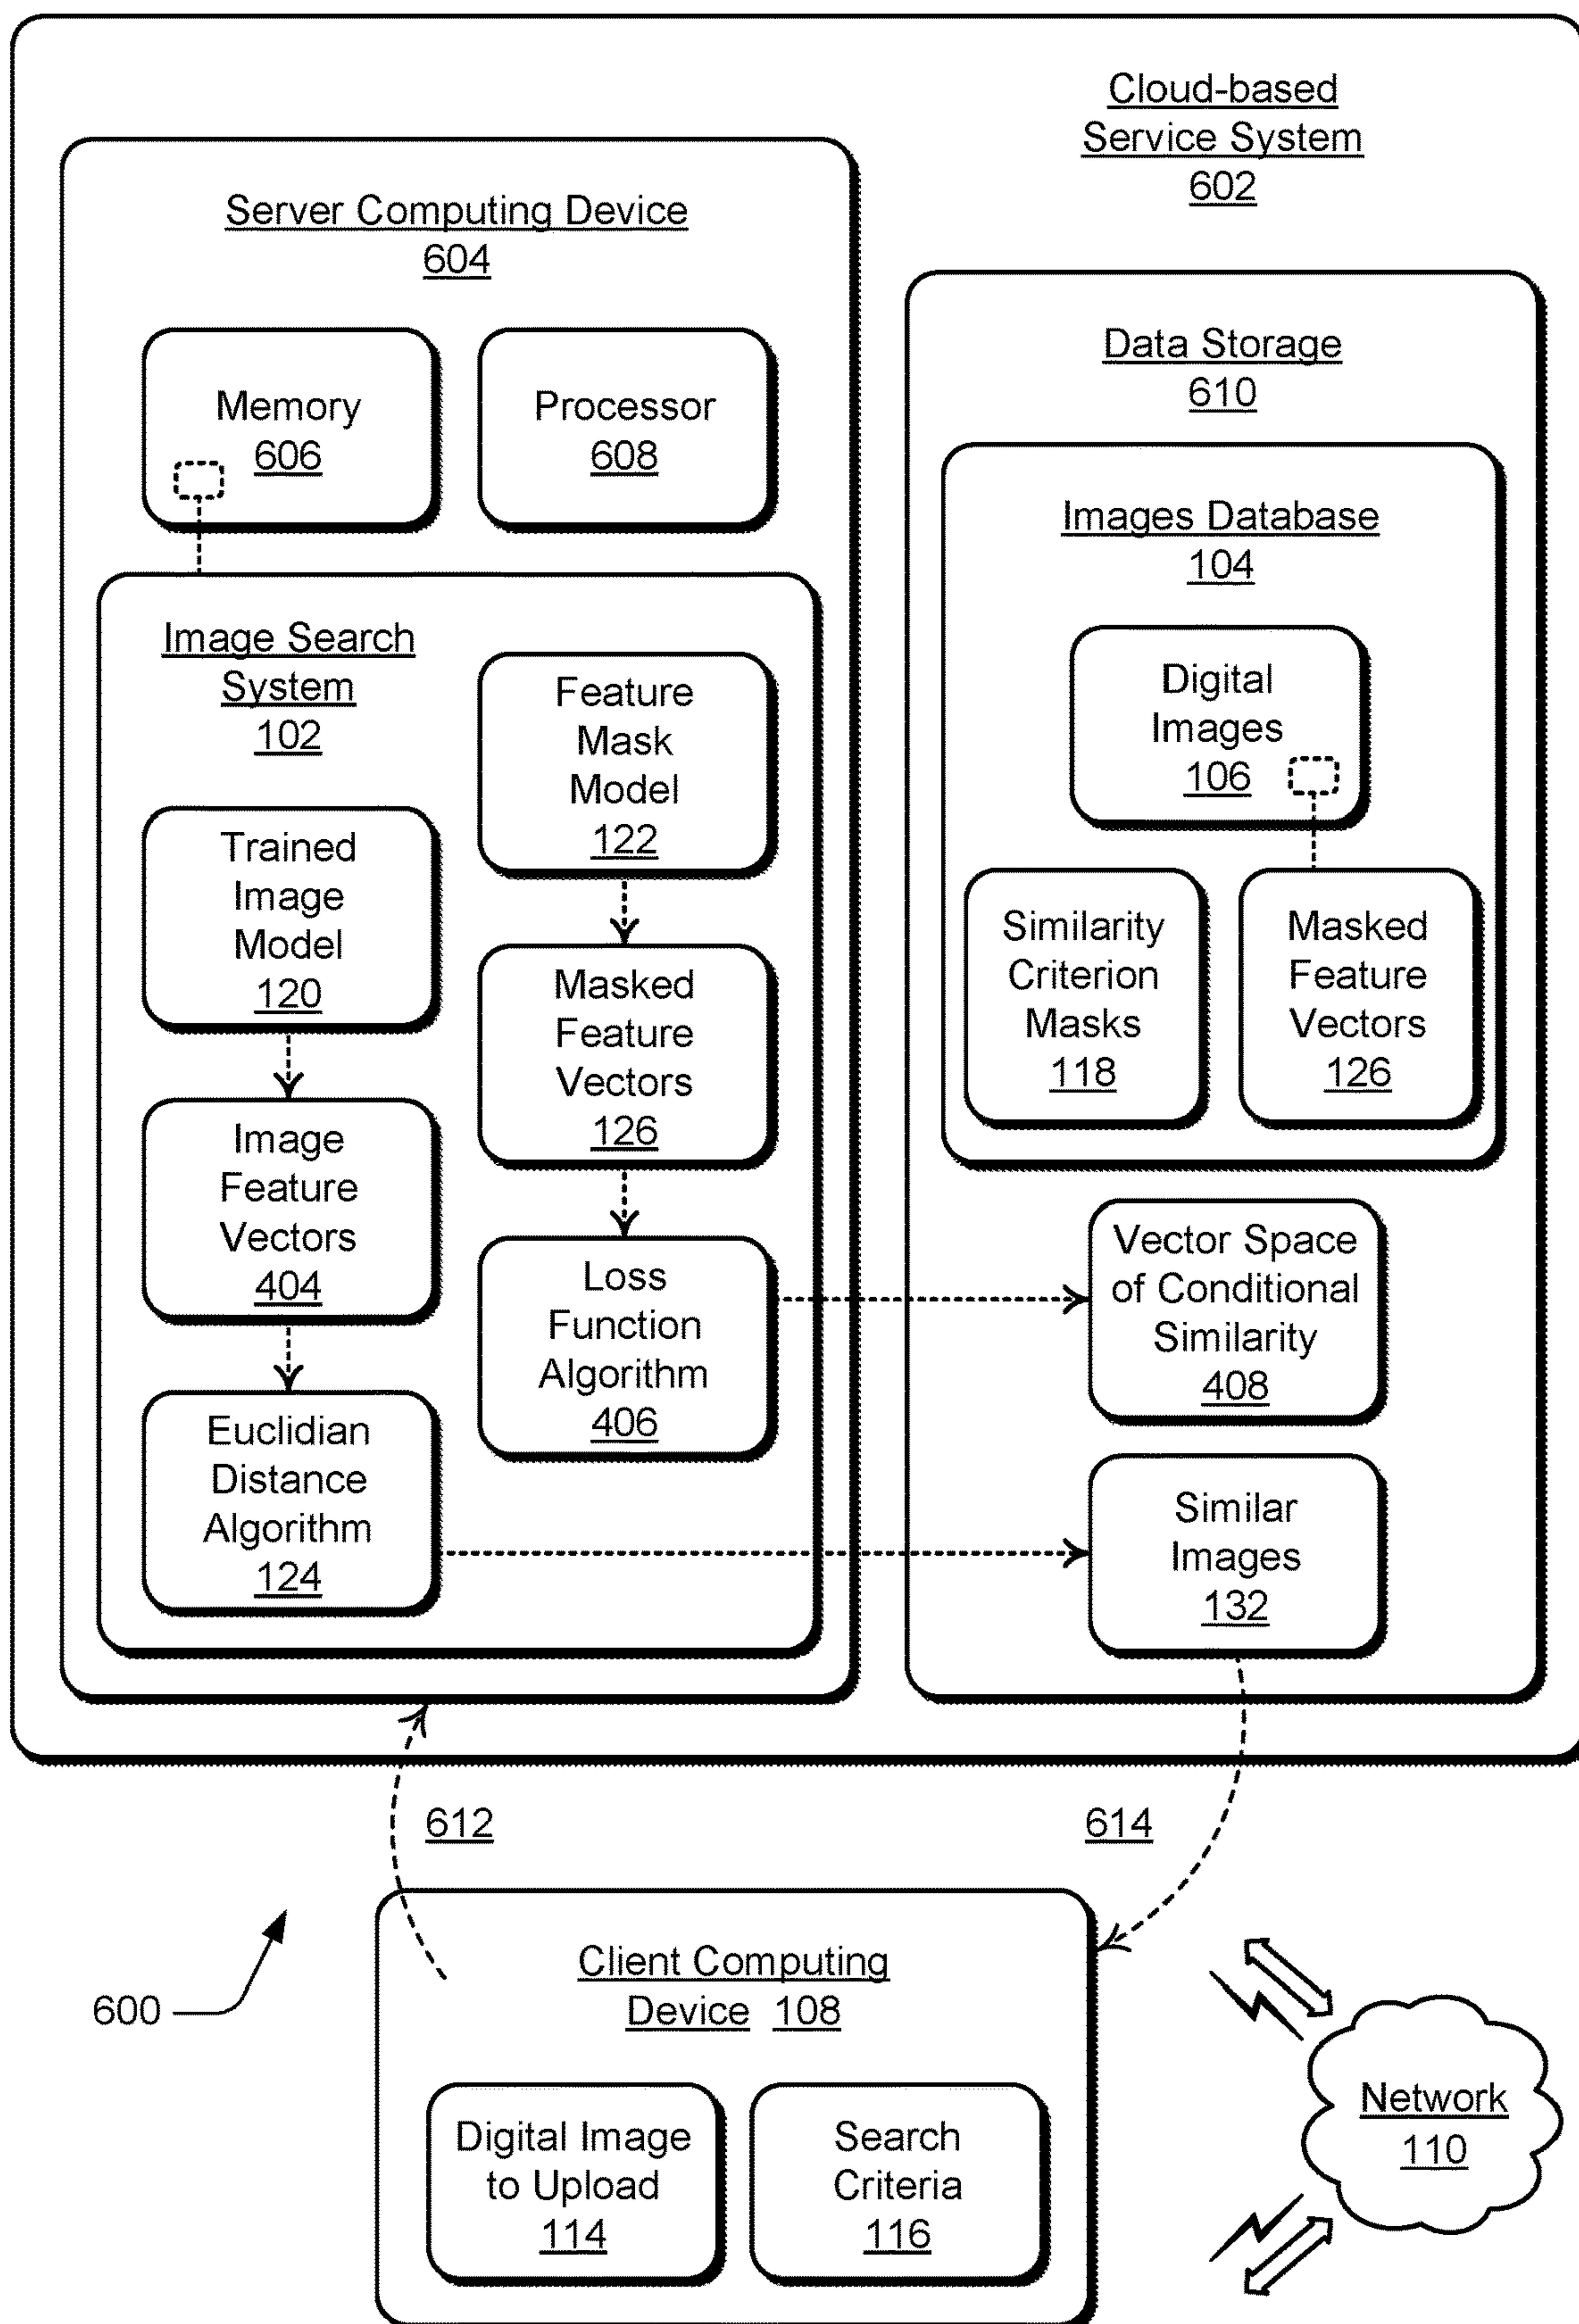 Cloud-based
Service System
602
Server Computing Device
604
Memory
606
Processor
608
Image Search
System
102
Feature
Mask
Model
122
Trained
Image
Model
120
Masked
Feature
Vectors
126
Image
Feature
Vectors
404
Loss
Function
Algorithm
406
Euclidian
Distance
Algorithm
124
Data Storage
610
Images Database
104
Digital
Images
106
Similarity
Criterion
Masks
118
Masked
Feature
Vectors
126
Vector Space
of Conditional
Similarity
408
Similar
Images
132
612
614
600
Client Computing
Device 108
Digital Image
to Upload
114
Search
Criteria
116
Network
110